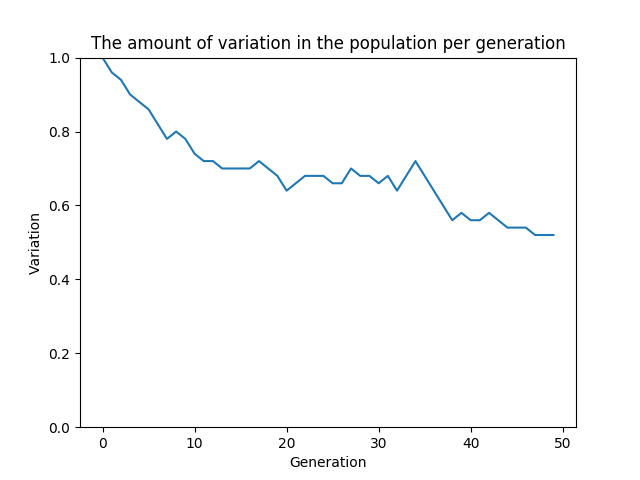 The amount of variation in the population per generation
1.0
0.8
0.6
0.4
0.2
0.0
Variation
0 10 20 30 40 50
Generation